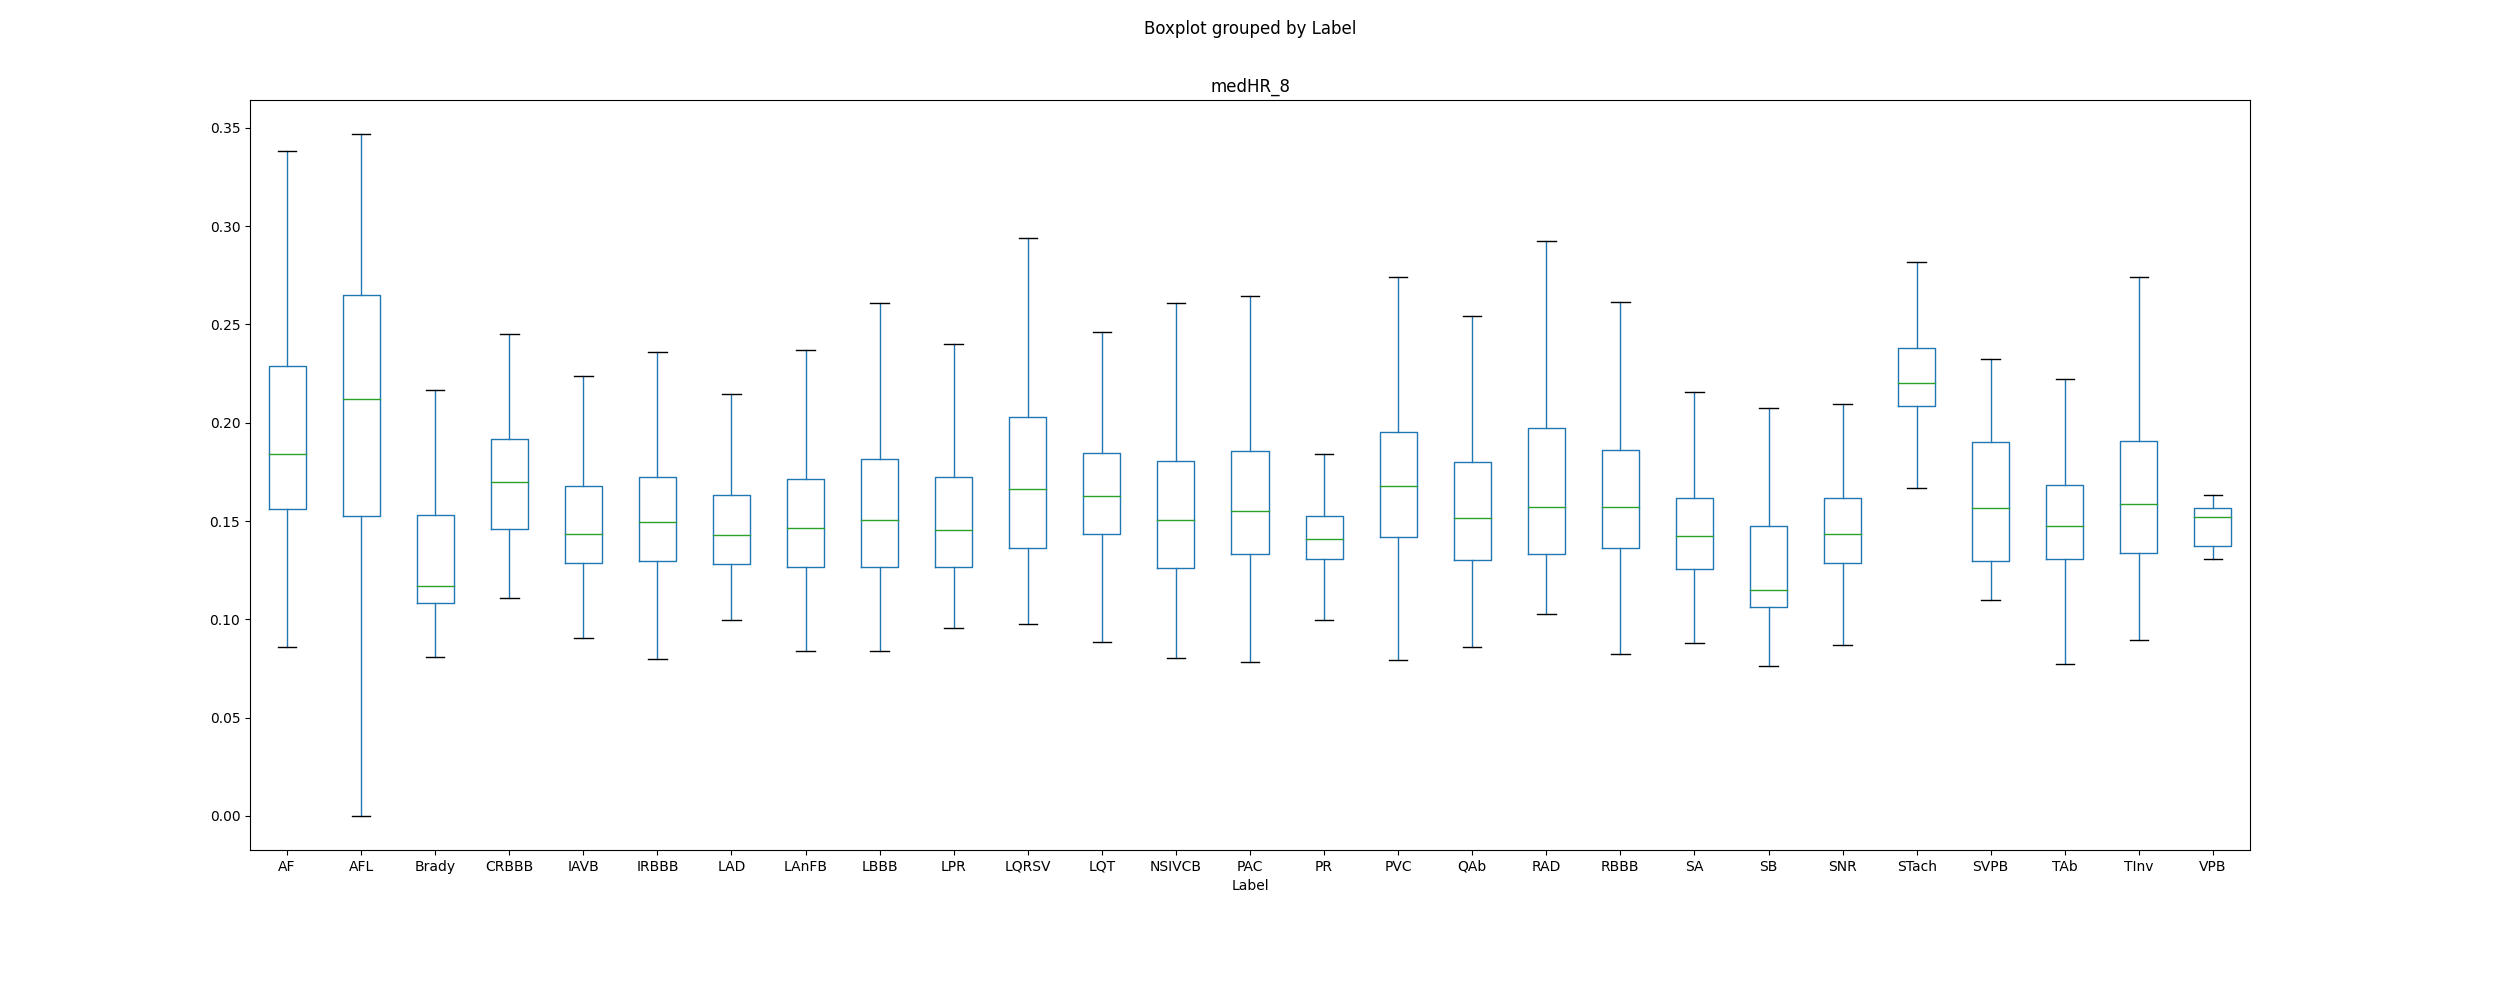 Boxplot grouped by Label
medHR_8
0.35
0.30
0.25
0.20
0.15
0.10
0.05
0.00
AF AFL Brady CRBBB IAVB IRBBB LAD LAnFB LBBB LPR LQRSV LQT NSIVCB PAC PR PVC QAb RAD RBBB SA SB SNR STach SVPB TAb TInv VPB
Label